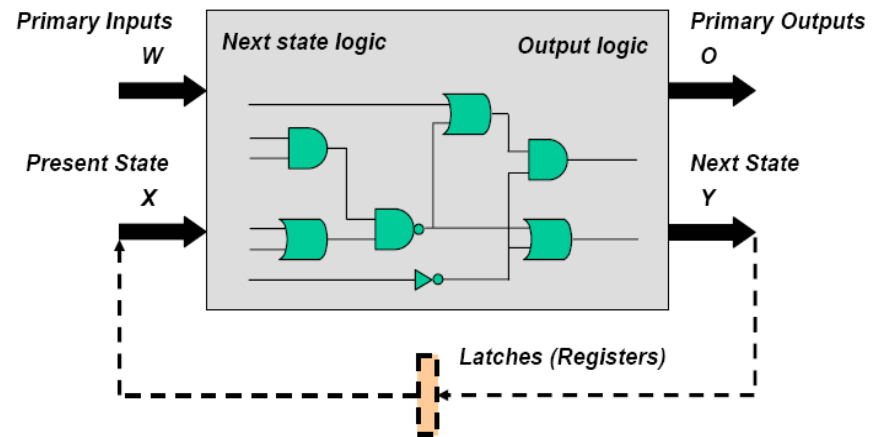 Primary Inputs
W
Next state logic
Output logic
Primary Outputs
O
Present State
X
Next State
Y
Latches (Registers)